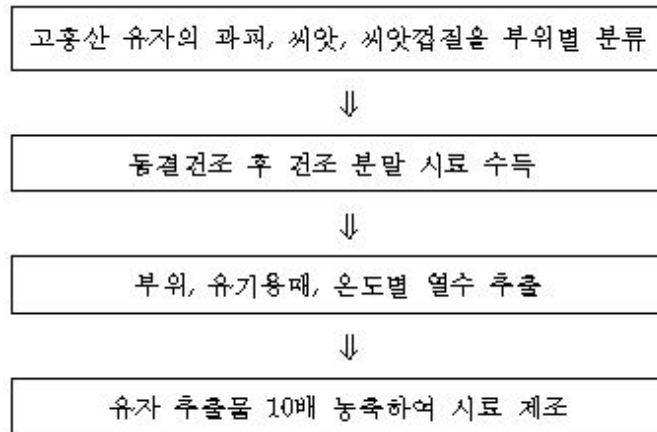 고흥산 유자의 과피, 씨앗, 씨앗껍질을 부위별 분류
⇓
동결건조 후 건조 분말 시료 수득
⇓
부위, 유기용매, 온도별 열수 추출
⇓
유자 추출물 10배 농축하여 시료 제조